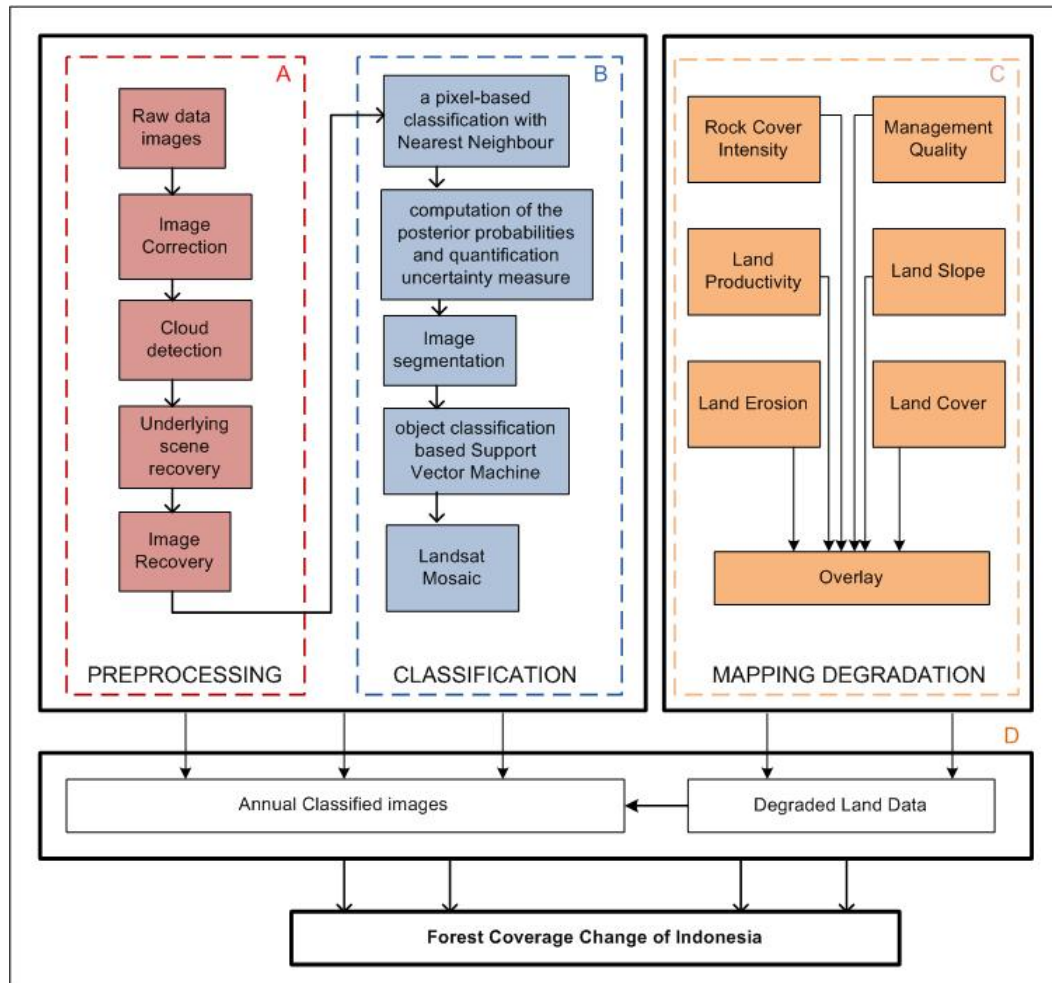 A
Raw data
images
Image
Correction
Cloud
detection
Underlying
scene
recovery
Image
Recovery
PREPROCESSING
B
a pixel-based
classification with
Nearest Neighbour
computation of the
posterior probabilities
and quantification
uncertainty measure
Image
segmentation
object classification
based Support
Vector Machine
Landsat
Mosaic
CLASSIFICATION
C
Rock Cover
Intensity
Management
Quality
Land
Productivity
Land Slope
Land Erosion
Land Cover
Overlay
MAPPING DEGRADATION
D
Annual Classified images
Degraded Land Data
Forest Coverage Change of Indonesia